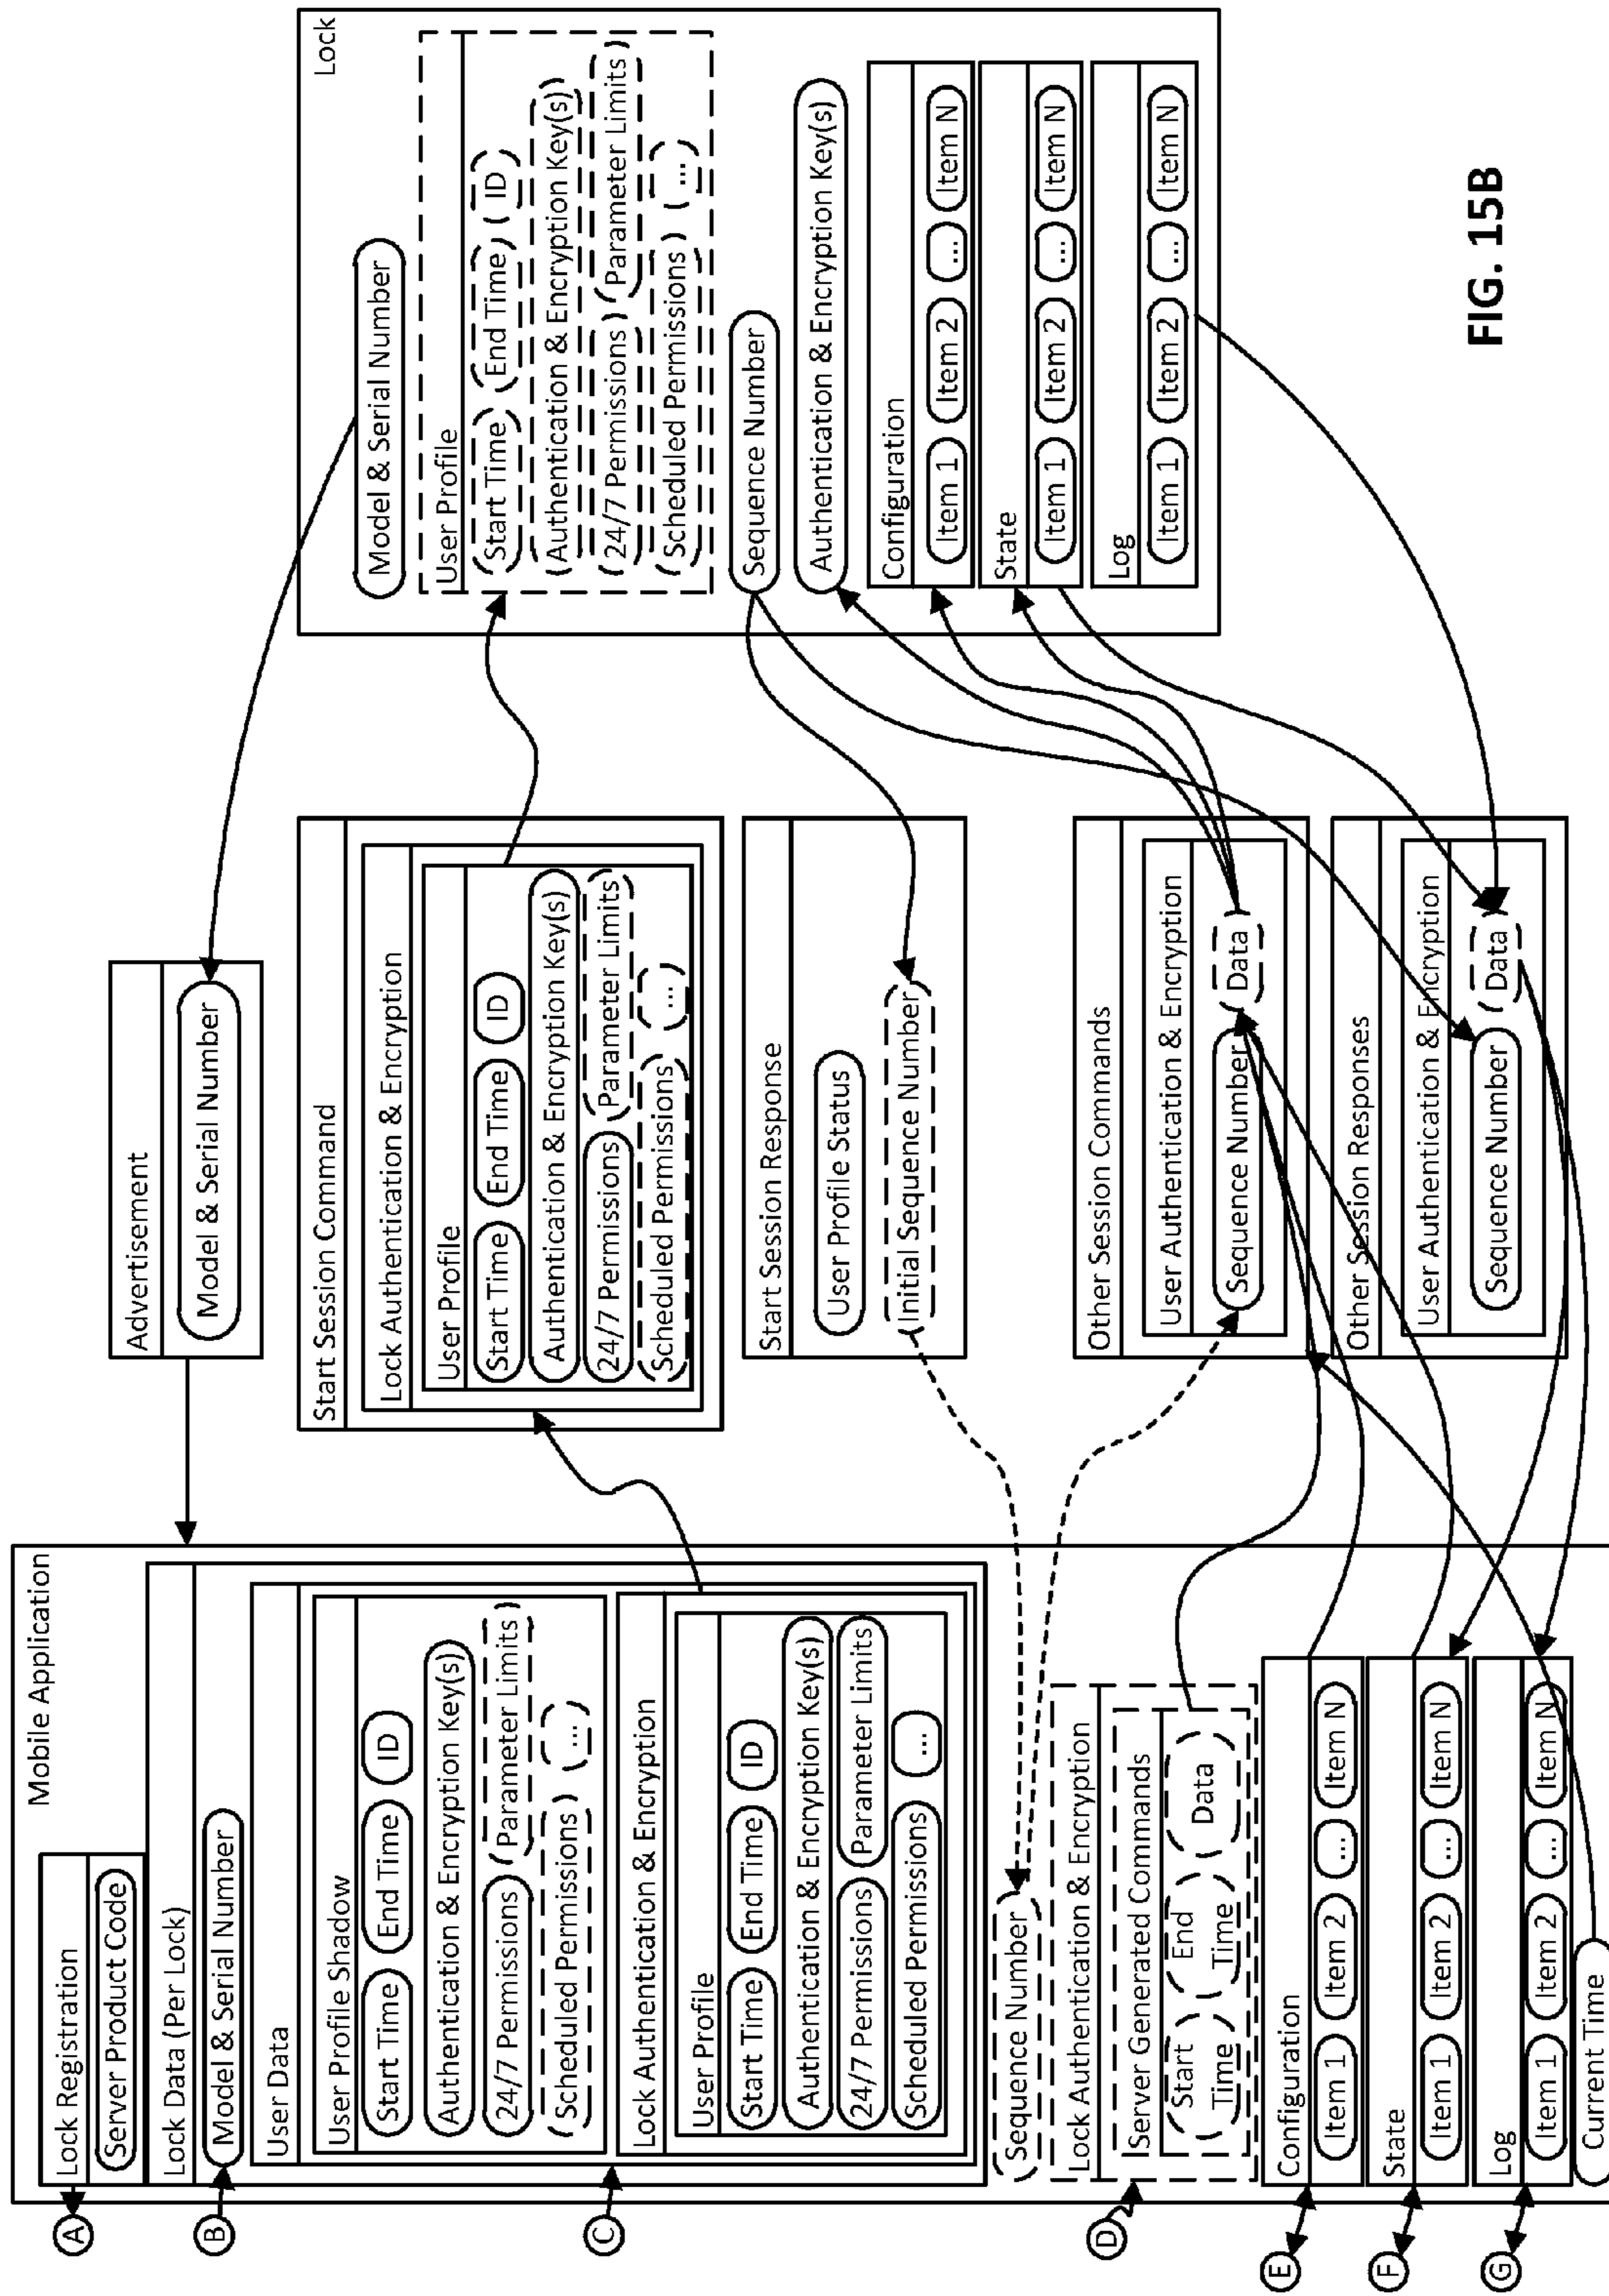 Mobile Application
Lock Registration
Server Product Code
Lock Data (Per Lock)
Model & Serial Number
User Data
User Profile Shadow
Start Time End Time ID
Authentication & Encryption Key(s)
24/7 Permissions Parameter Limits
Scheduled Permissions ...
Lock Authentication & Encryption
User Profile
Start Time End Time ID
Authentication & Encryption Key(s)
24/7 Permissions Parameter Limits
Scheduled Permissions ...
Sequence Number
Lock Authentication & Encryption
Server Generated Commands
Start Time End Time Data
Configuration
Item 1 Item 2 ... Item N
State
Item 1 Item 2 ... Item N
Log
Item 1 Item 2 ... Item N
Current Time
A
B
C
D
E
F
G
Advertisement
Model & Serial Number
Start Session Command
Lock Authentication & Encryption
User Profile
Start Time End Time ID
Authentication & Encryption Key(s)
24/7 Permissions Parameter Limits
Scheduled Permissions ...
Start Session Response
User Profile Status
Initial Sequence Number
Other Session Commands
User Authentication & Encryption
Sequence Number Data
Other Session Responses
User Authentication & Encryption
Sequence Number Data
Lock
Model & Serial Number
User Profile
Start Time End Time ID
Authentication & Encryption Key(s)
24/7 Permissions Parameter Limits
Scheduled Permissions ...
Sequence Number
Authentication & Encryption Key(s)
Configuration
Item 1 Item 2 ... Item N
State
Item 1 Item 2 ... Item N
Log
Item 1 Item 2 ... Item N
FIG. 15B